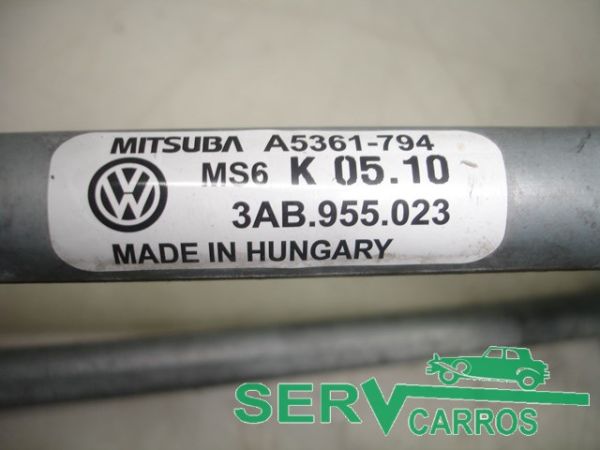 MITSUBA A5361-794
MS6 K 05.10
3AB.955.023
MADE IN HUNGARY
SERV
CARROS